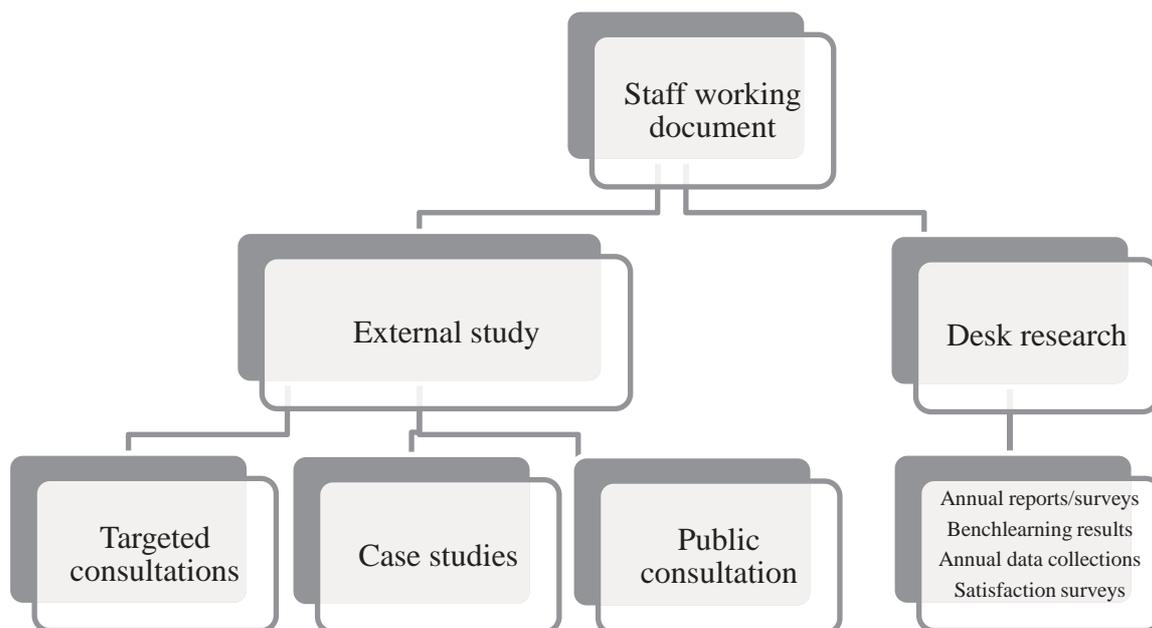 Staff working
document
External study
Desk research
Targeted
consultations
Case studies
Public
consultation
Annual reports/surveys
Benchlearning results
Annual data collections
Satisfaction surveys